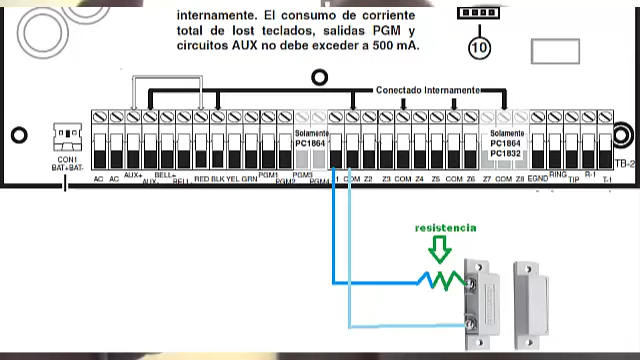 internamente. El consumo de corriente
total de lost teclados, salidas PGM y
circuitos AUX no debe exceder a 500 mA.
10
Conectado Internamente
Solamente
PC1864
Solamente
PC1864
PC1832
CON1
BAT+BAT-
TB-2
AC AC AUX+ AUX- BELL+ BELL- RED BLK YEL GRN PGM1 PGM2 PGM3 PGM4 COM Z2 Z3 COM Z4 Z5 COM Z6 Z7 COM Z8 EGND RING TIP R-1 T-1
resistencia